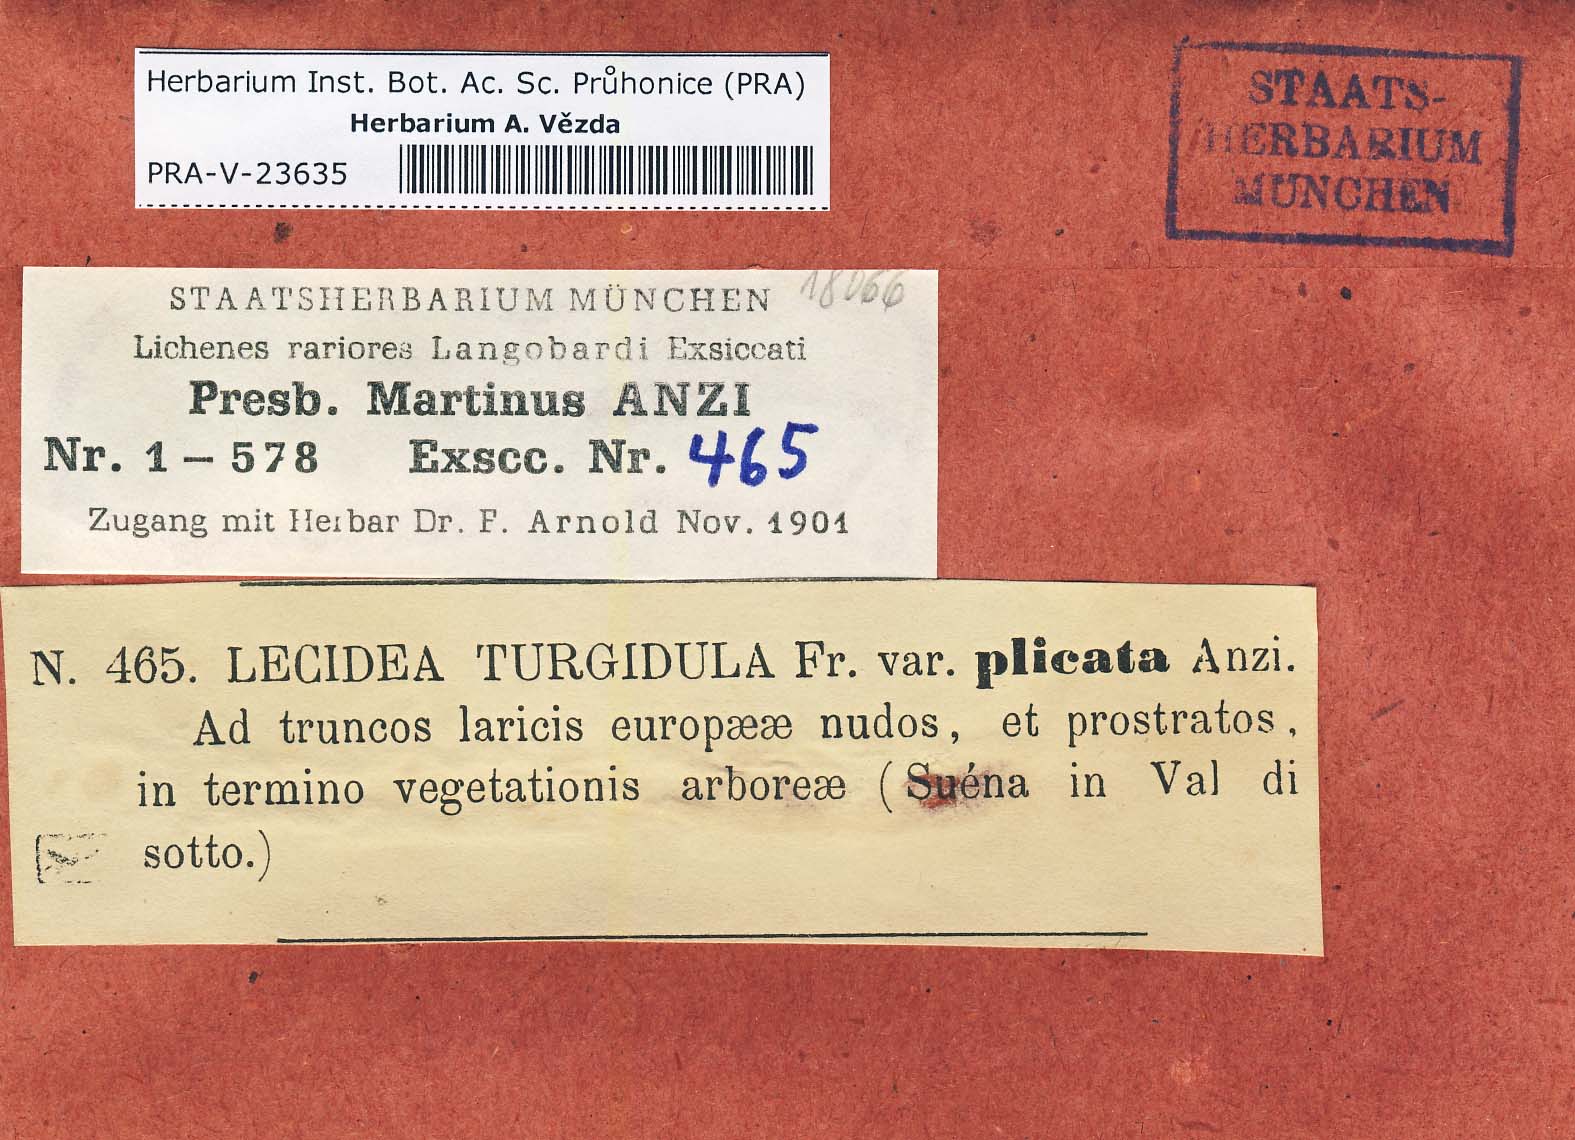 Herbarium Inst. Bot. Ac. Sc. Průhonice (PRA)
Herbarium A. Vězda
PRA-V-23635
STAATS-
HERBARIUM
MÜNCHEN
18066
STAATSHERBARIUM MÜNCHEN
Lichenes rariores Langobardi Exsiccati
Presb. Martinus ANZI
Nr. 1 – 578 Exscc. Nr. 465
Zugang mit Herbar Dr. F. Arnold Nov. 1901
N. 465. LECIDEA TURGIDULA Fr. var. plicata Anzi.
Ad truncos laricis europææ nudos, et prostratos,
in termino vegetationis arboreæ (Suéna in Val di
sotto.)